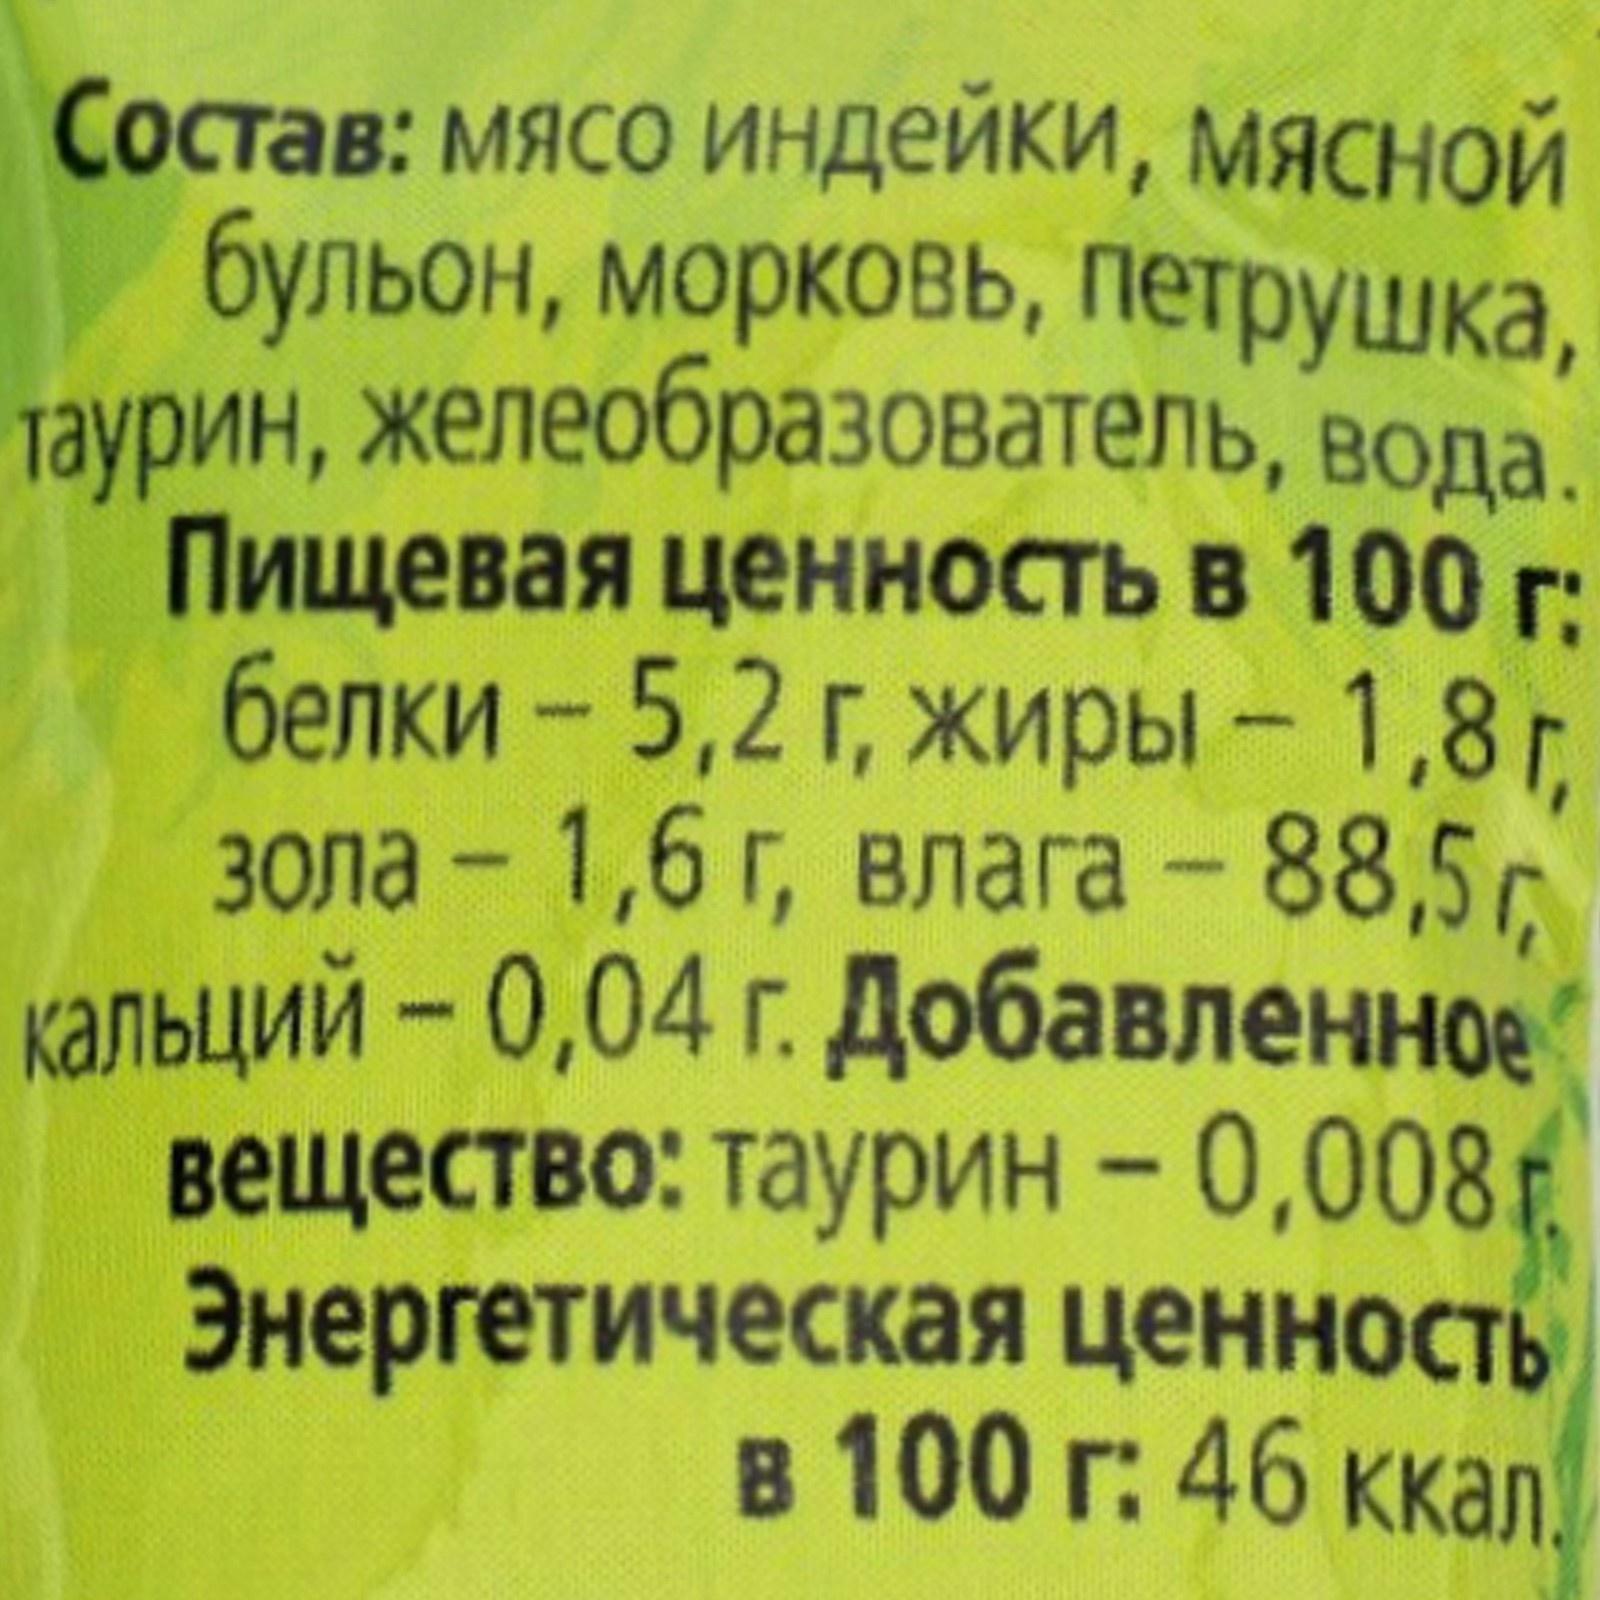 Состав: мясо индейки, мясной
бульон, морковь, петрушка,
таурин, желеобразователь, вода.
Пищевая ценность в 100 г:
белки – 5,2 г, жиры – 1,8 г,
зола – 1,6 г, влага – 88,5 г,
кальций – 0,04 г. Добавленное
вещество: таурин – 0,008 г.
Энергетическая ценность
в 100 г: 46 ккал.